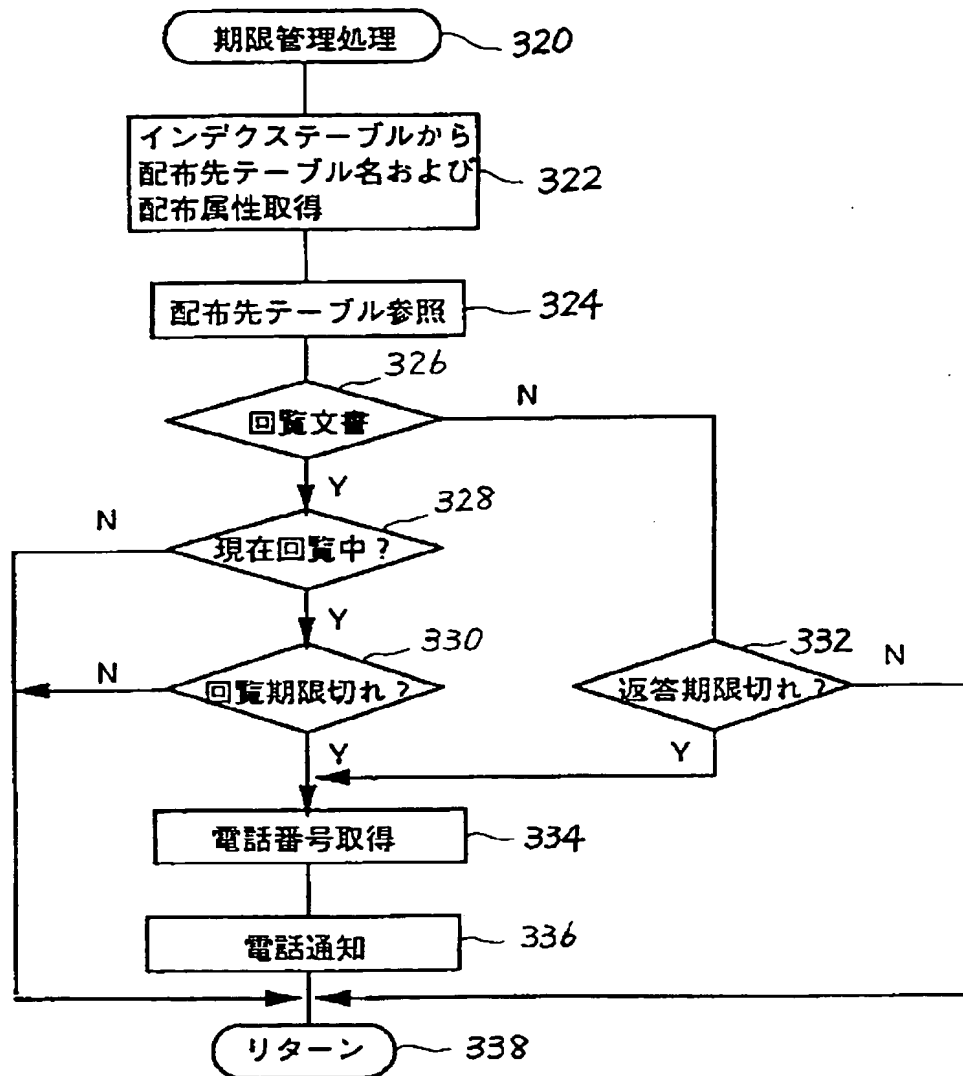 期限管理処理 320
インデクステーブルから
配布先テーブル名および 322
配布属性取得
配布先テーブル参照 324
326
回覧文書 N
Y
328
N 現在回覧中?
Y
330 332
N 回覧期限切れ? 返答期限切れ? N
Y Y
電話番号取得 334
電話通知 336
リターン 338